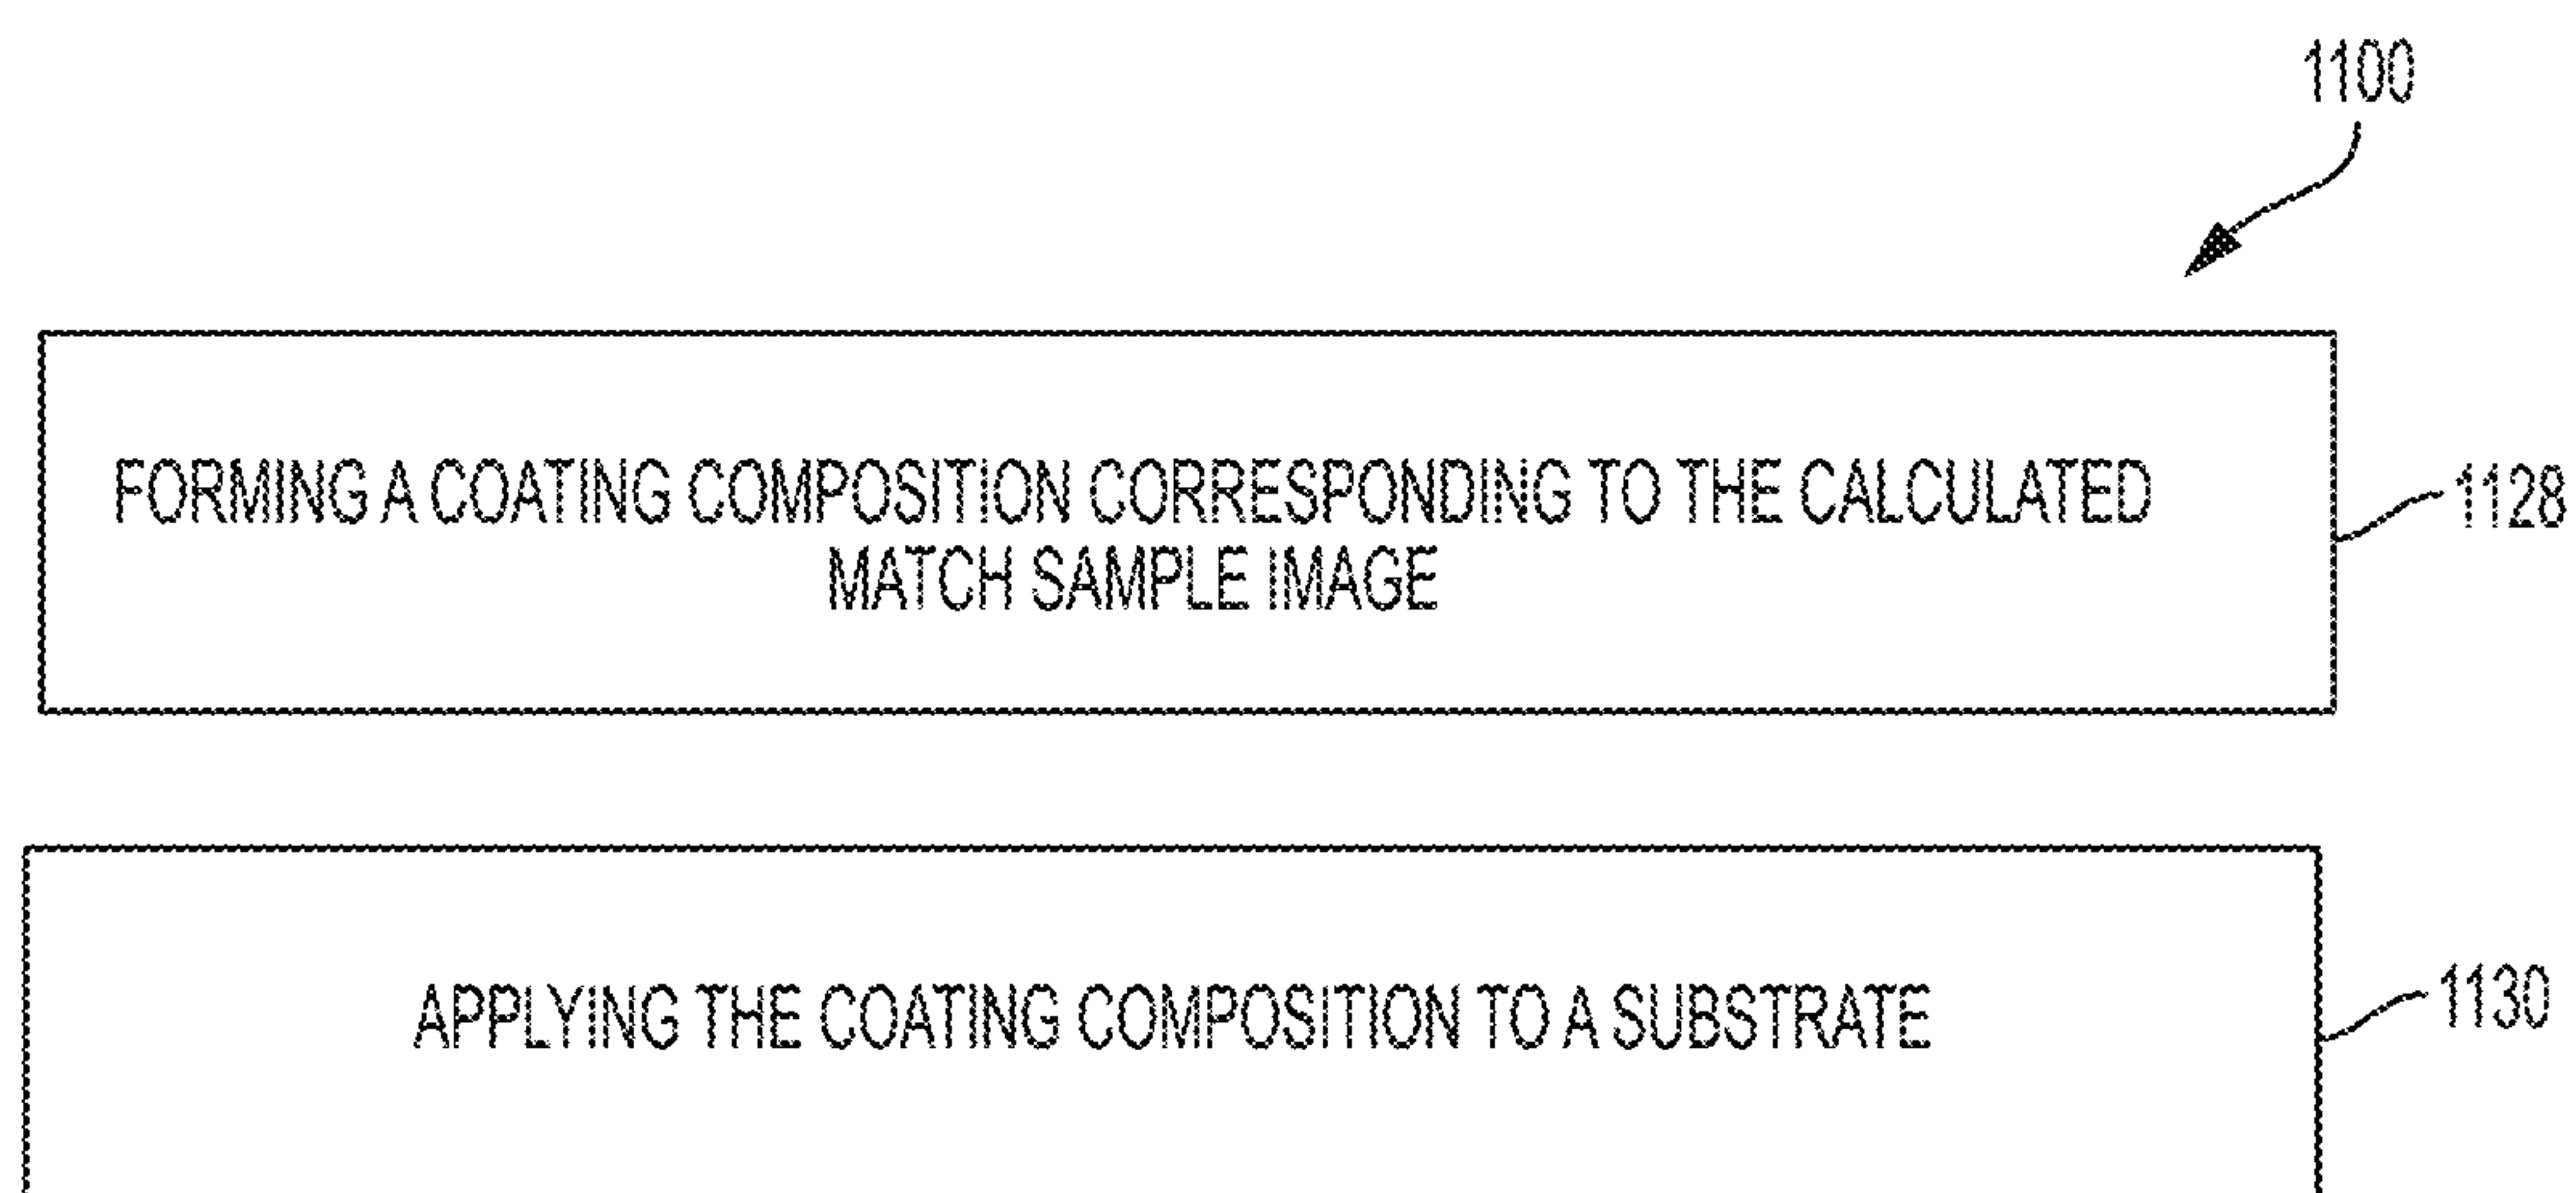 1100
FORMING A COATING COMPOSITION CORRESPONDING TO THE CALCULATED
MATCH SAMPLE IMAGE
1128
APPLYING THE COATING COMPOSITION TO A SUBSTRATE
1130